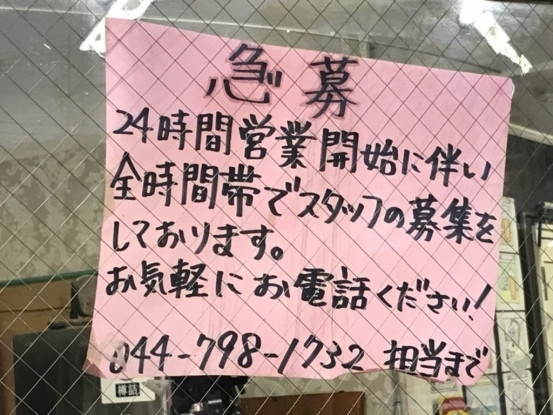 急募
24時間営業開始に伴い
全時間帯でスタッフの募集を
しております。
お気軽にお電話ください!
044-798-1732 担当まで